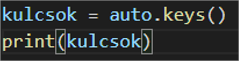 kulcsok = auto.keys()
print(kulcsok)